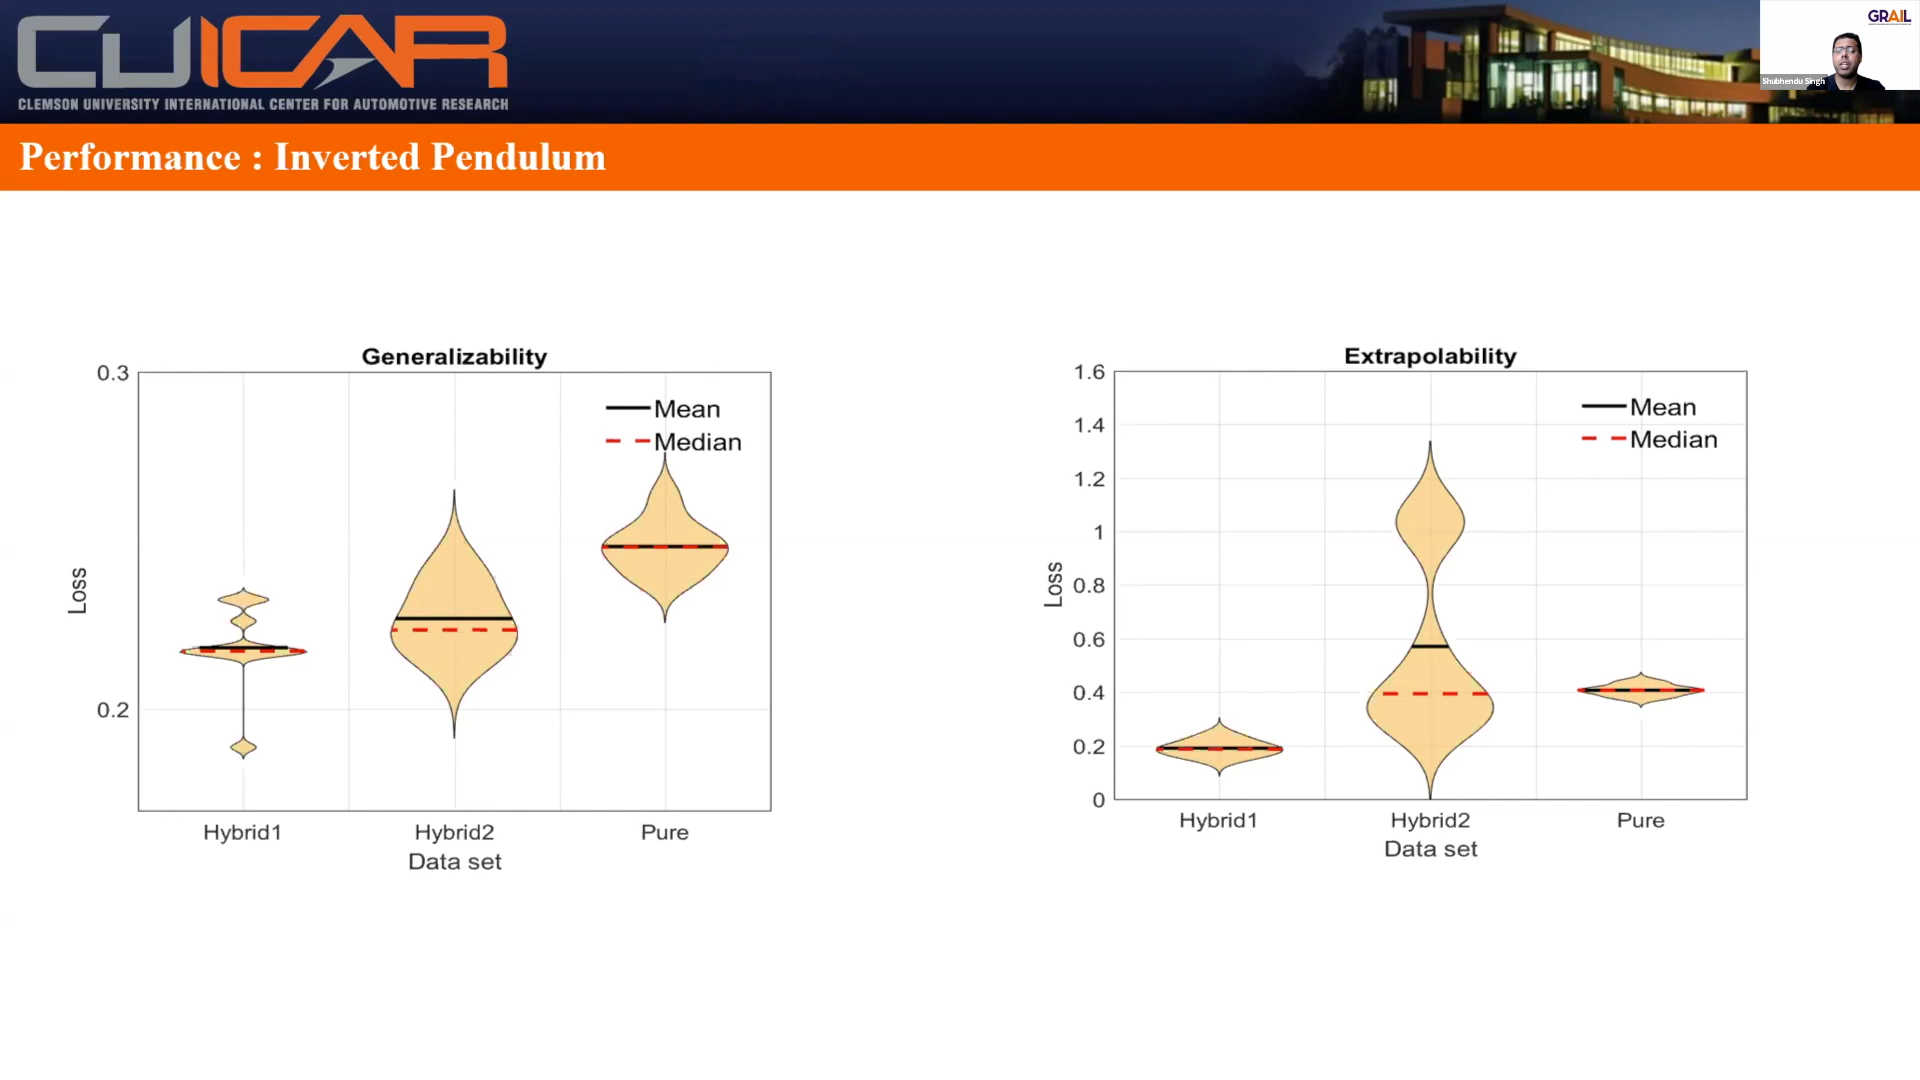 CUICAR
CLEMSON UNIVERSITY INTERNATIONAL CENTER FOR AUTOMOTIVE RESEARCH
GRAIL
Shubhendu Singh
Performance : Inverted Pendulum
Generalizability
0.3
0.2
Loss
Mean
Median
Hybrid1
Hybrid2
Pure
Data set
Extrapolability
1.6
1.4
1.2
1
0.8
0.6
0.4
0.2
0
Loss
Mean
Median
Hybrid1
Hybrid2
Pure
Data set